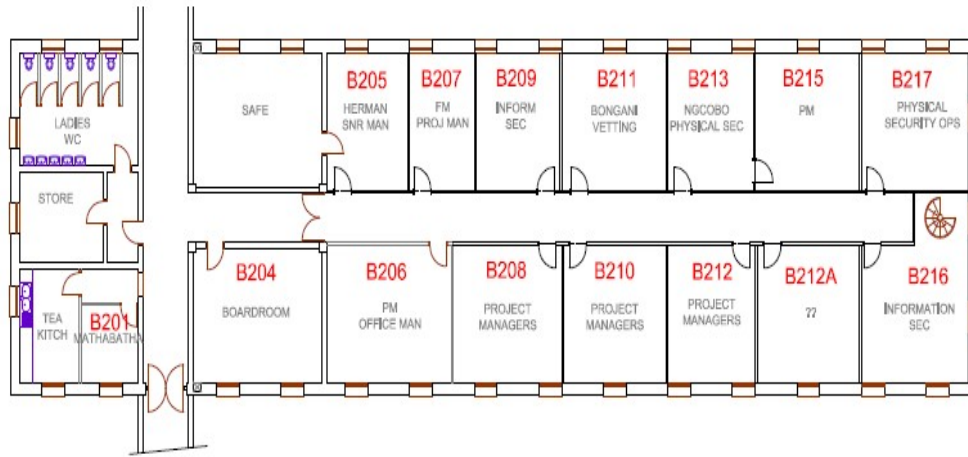 LADIES
WC
STORE
TEA
KITCH
B201
MATHABATHA
SAFE
B205
HERMAN
SNR MAN
B207
FM
PROJ MAN
B209
INFORM
SEC
B211
BONGANI
VETTING
B213
NGCOBO
PHYSICAL SEC
B215
PM
B217
PHYSICAL
SECURITY OPS
B204
BOARDROOM
B206
PM
OFFICE MAN
B208
PROJECT
MANAGERS
B210
PROJECT
MANAGERS
B212
PROJECT
MANAGERS
B212A
??
B216
INFORMATION
SEC